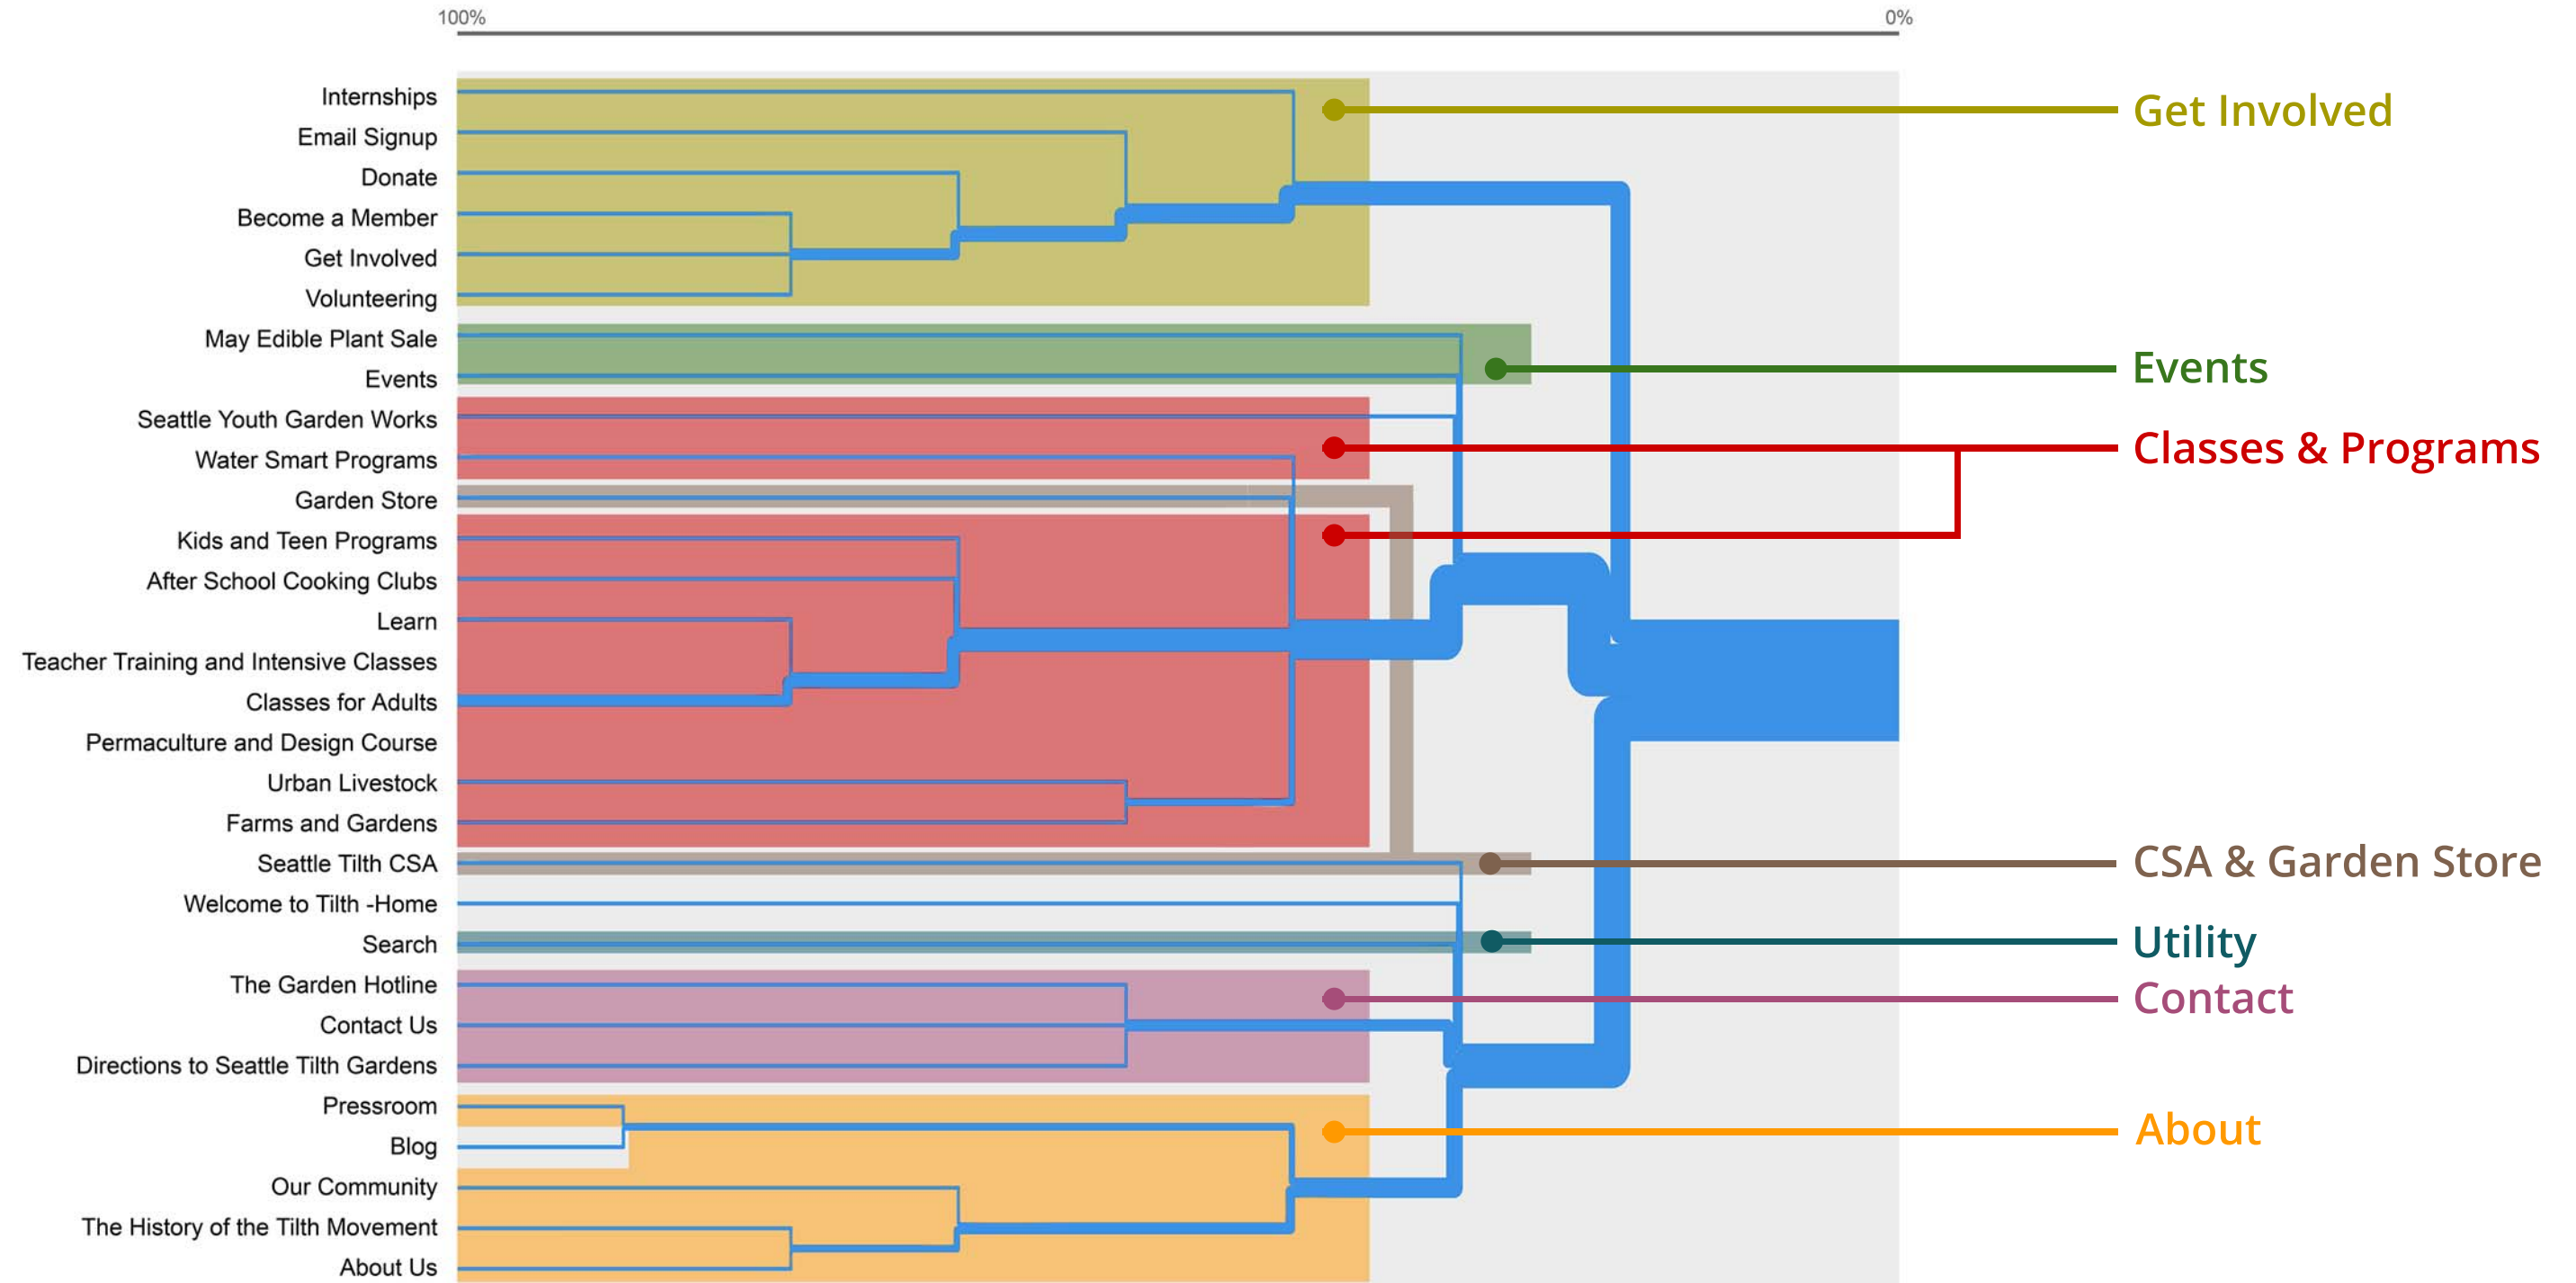 100%
0%
Internships
Get Involved
Email Signup
Donate
Become a Member
Get Involved
Volunteering
May Edible Plant Sale
Events
Events
Seattle Youth Garden Works
Classes & Programs
Water Smart Programs
Garden Store
Kids and Teen Programs
After School Cooking Clubs
Learn
Teacher Training and Intensive Classes
Classes for Adults
Permaculture and Design Course
Urban Livestock
Farms and Gardens
Seattle Tilth CSA
CSA & Garden Store
Welcome to Tilth -Home
Search
Utility
The Garden Hotline
Contact
Contact Us
Directions to Seattle Tilth Gardens
Pressroom
About
Blog
Our Community
The History of the Tilth Movement
About Us